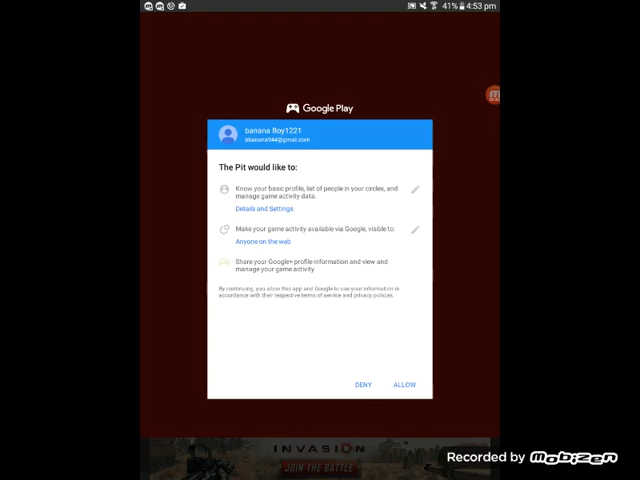 41% 4:53 pm
Google Play
banana Boy1221
bbanana944@gmail.com
The Pit would like to:
Know your basic profile, list of people in your circles, and
manage game activity data.
Details and Settings
Make your game activity available via Google, visible to:
Anyone on the web
Share your Google+ profile information and view and
manage your game activity
By continuing, you allow this app and Google to use your information in
accordance with their respective terms of service and privacy policies.
DENY ALLOW
INVASION
JOIN THE BATTLE
Recorded by Mobizen